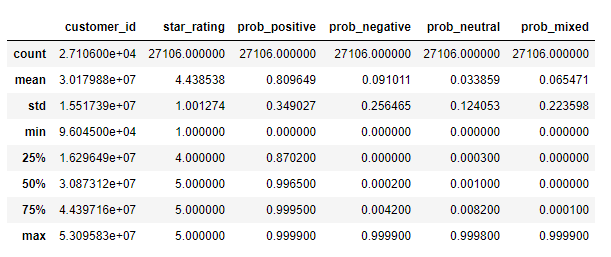 customer_id star_rating prob_positive prob_negative prob_neutral prob_mixed
count 2.710600e+04 27106.000000 27106.000000 27106.000000 27106.000000 27106.000000
mean 3.017988e+07 4.438538 0.809649 0.091011 0.033859 0.065471
std 1.551739e+07 1.001274 0.349027 0.256465 0.124053 0.223598
min 9.604500e+04 1.000000 0.000000 0.000000 0.000000 0.000000
25% 1.629649e+07 4.000000 0.870200 0.000000 0.000300 0.000000
50% 3.087312e+07 5.000000 0.996500 0.000200 0.001000 0.000000
75% 4.439716e+07 5.000000 0.999500 0.004200 0.008200 0.000100
max 5.309583e+07 5.000000 0.999900 0.999900 0.999800 0.999900